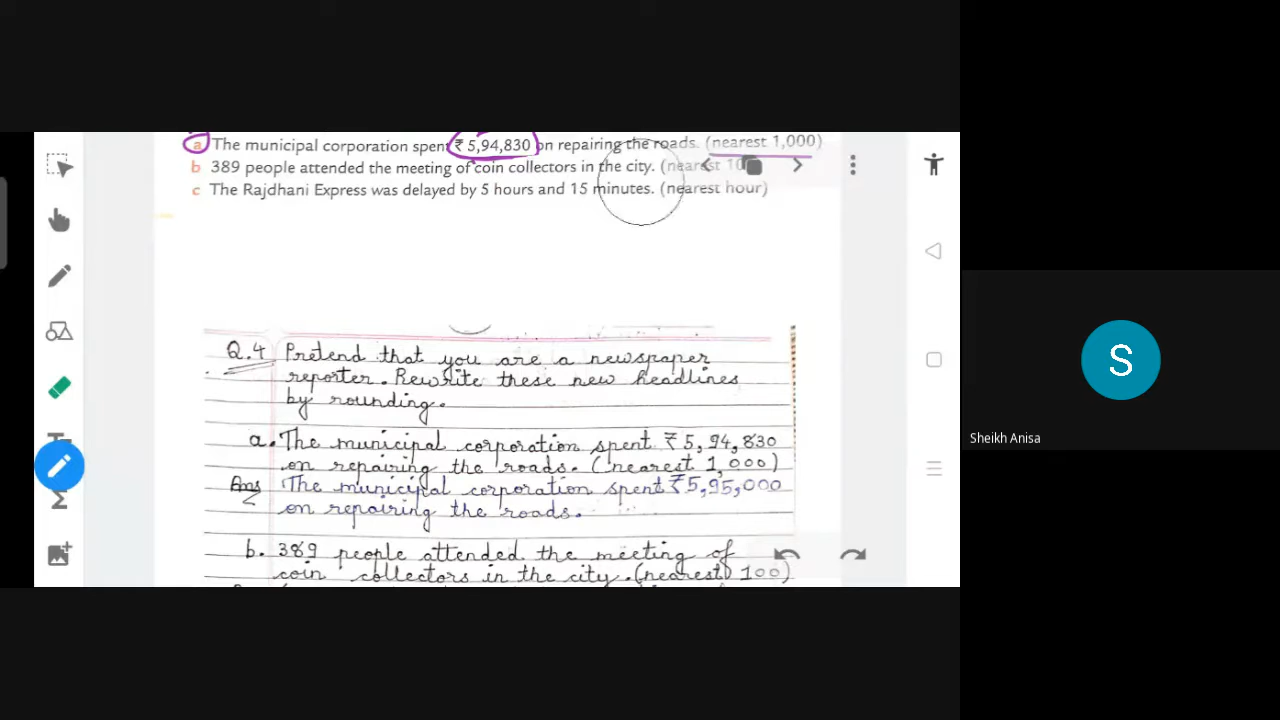 a The municipal corporation spent ₹ 5,94,830 on repairing the roads. (nearest 1,000)
b 389 people attended the meeting of coin collectors in the city. (nearest
c The Rajdhani Express was delayed by 5 hours and 15 minutes. (nearest hour)
Q.4 Pretend that you are a newspaper
reporter. Rewrite these new headlines
by rounding.
a. The municipal corporation spent ₹ 5,94,830
on repairing the roads. (nearest 1,000)
Ans The municipal corporation spent ₹5,95,000
on repairing the roads.
b. 389 people attended the meeting of
coin collectors in the city. (nearest 100)
S
Sheikh Anisa